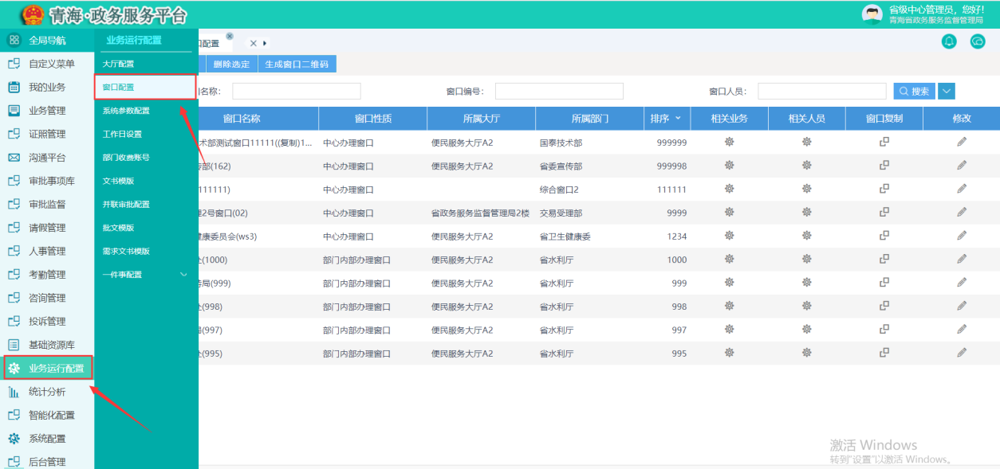 青海·政务服务平台
省级中心管理员，您好!
青海省政务服务监督管理局
全局导航
自定义菜单
我的业务
业务管理
证照管理
沟通平台
审批事项库
审批监督
请假管理
人事管理
考勤管理
咨询管理
投诉管理
基础资源库
业务运行配置
统计分析
智能化配置
系统配置
后台管理
业务运行配置
大厅配置
窗口配置
系统参数配置
工作日设置
部门收费账号
文书模版
并联审批配置
批文模版
需求文书模版
一件事配置
口配置
删除选定 生成窗口二维码
名称： 窗口编号： 窗口人员： 搜索
窗口名称 窗口性质 所属大厅 所属部门 排序 相关业务 相关人员 窗口复制 修改
术部测试窗口11111((复制)1... 中心办理窗口 便民服务大厅A2 国泰技术部 999999
传部(162) 中心办理窗口 便民服务大厅A2 省委宣传部 999998
111111) 中心办理窗口 综合窗口2 111111
理2号窗口(02) 中心办理窗口 省政务服务监督管理局2楼 交易受理部 9999
健康委员会(ws3) 中心办理窗口 便民服务大厅A2 省卫生健康委 1234
(1000) 部门内部办理窗口 便民服务大厅A2 省水利厅 1000
局(999) 部门内部办理窗口 便民服务大厅A2 省水利厅 999
(998) 部门内部办理窗口 便民服务大厅A2 省水利厅 998
(997) 部门内部办理窗口 便民服务大厅A2 省水利厅 997
(995) 部门内部办理窗口 便民服务大厅A2 省水利厅 995
激活 Windows
转到"设置"以激活 Windows。